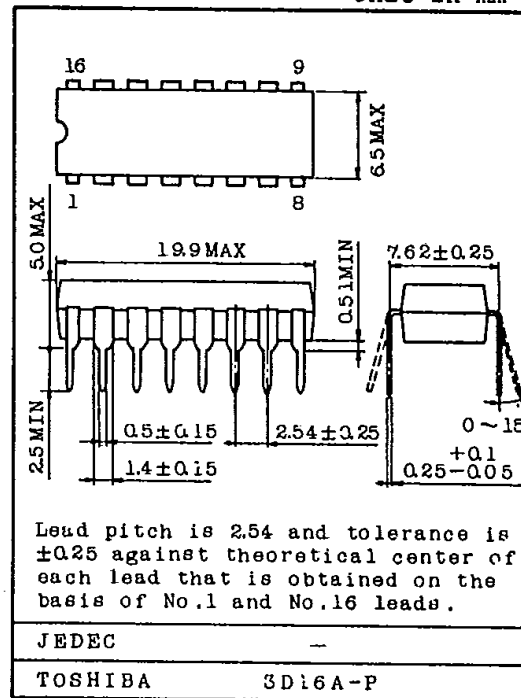 16 9
6.5 MAX
1 8
5.0 MAX
19.9 MAX
0.51 MIN
7.62±0.25
2.5 MIN
0.5±0.15
2.54±0.25
1.4±0.15
0~15
+0.1
0.25-0.05
Lead pitch is 2.54 and tolerance is
±0.25 against theoretical center of
each lead that is obtained on the
basis of No.1 and No.16 leads.
JEDEC —
TOSHIBA 3D16A-P